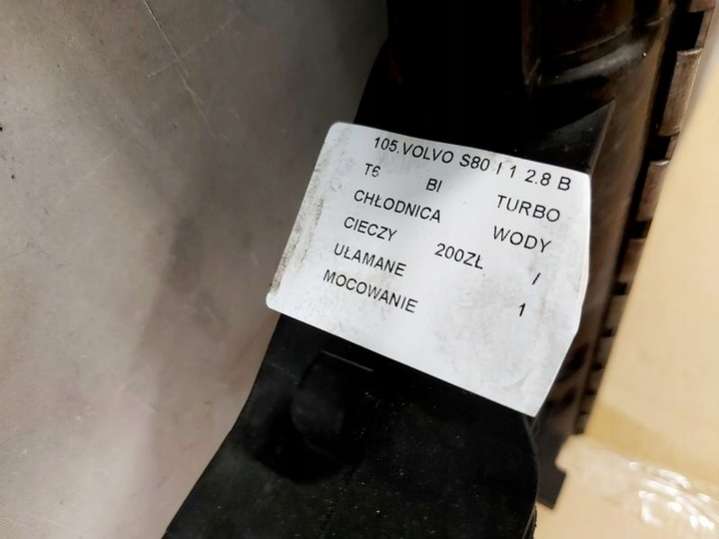 105.VOLVO S80 I 1 2.8 B
T6 BI TURBO
CHŁODNICA WODY
CIECZY 200ZŁ /
UŁAMANE 1
MOCOWANIE